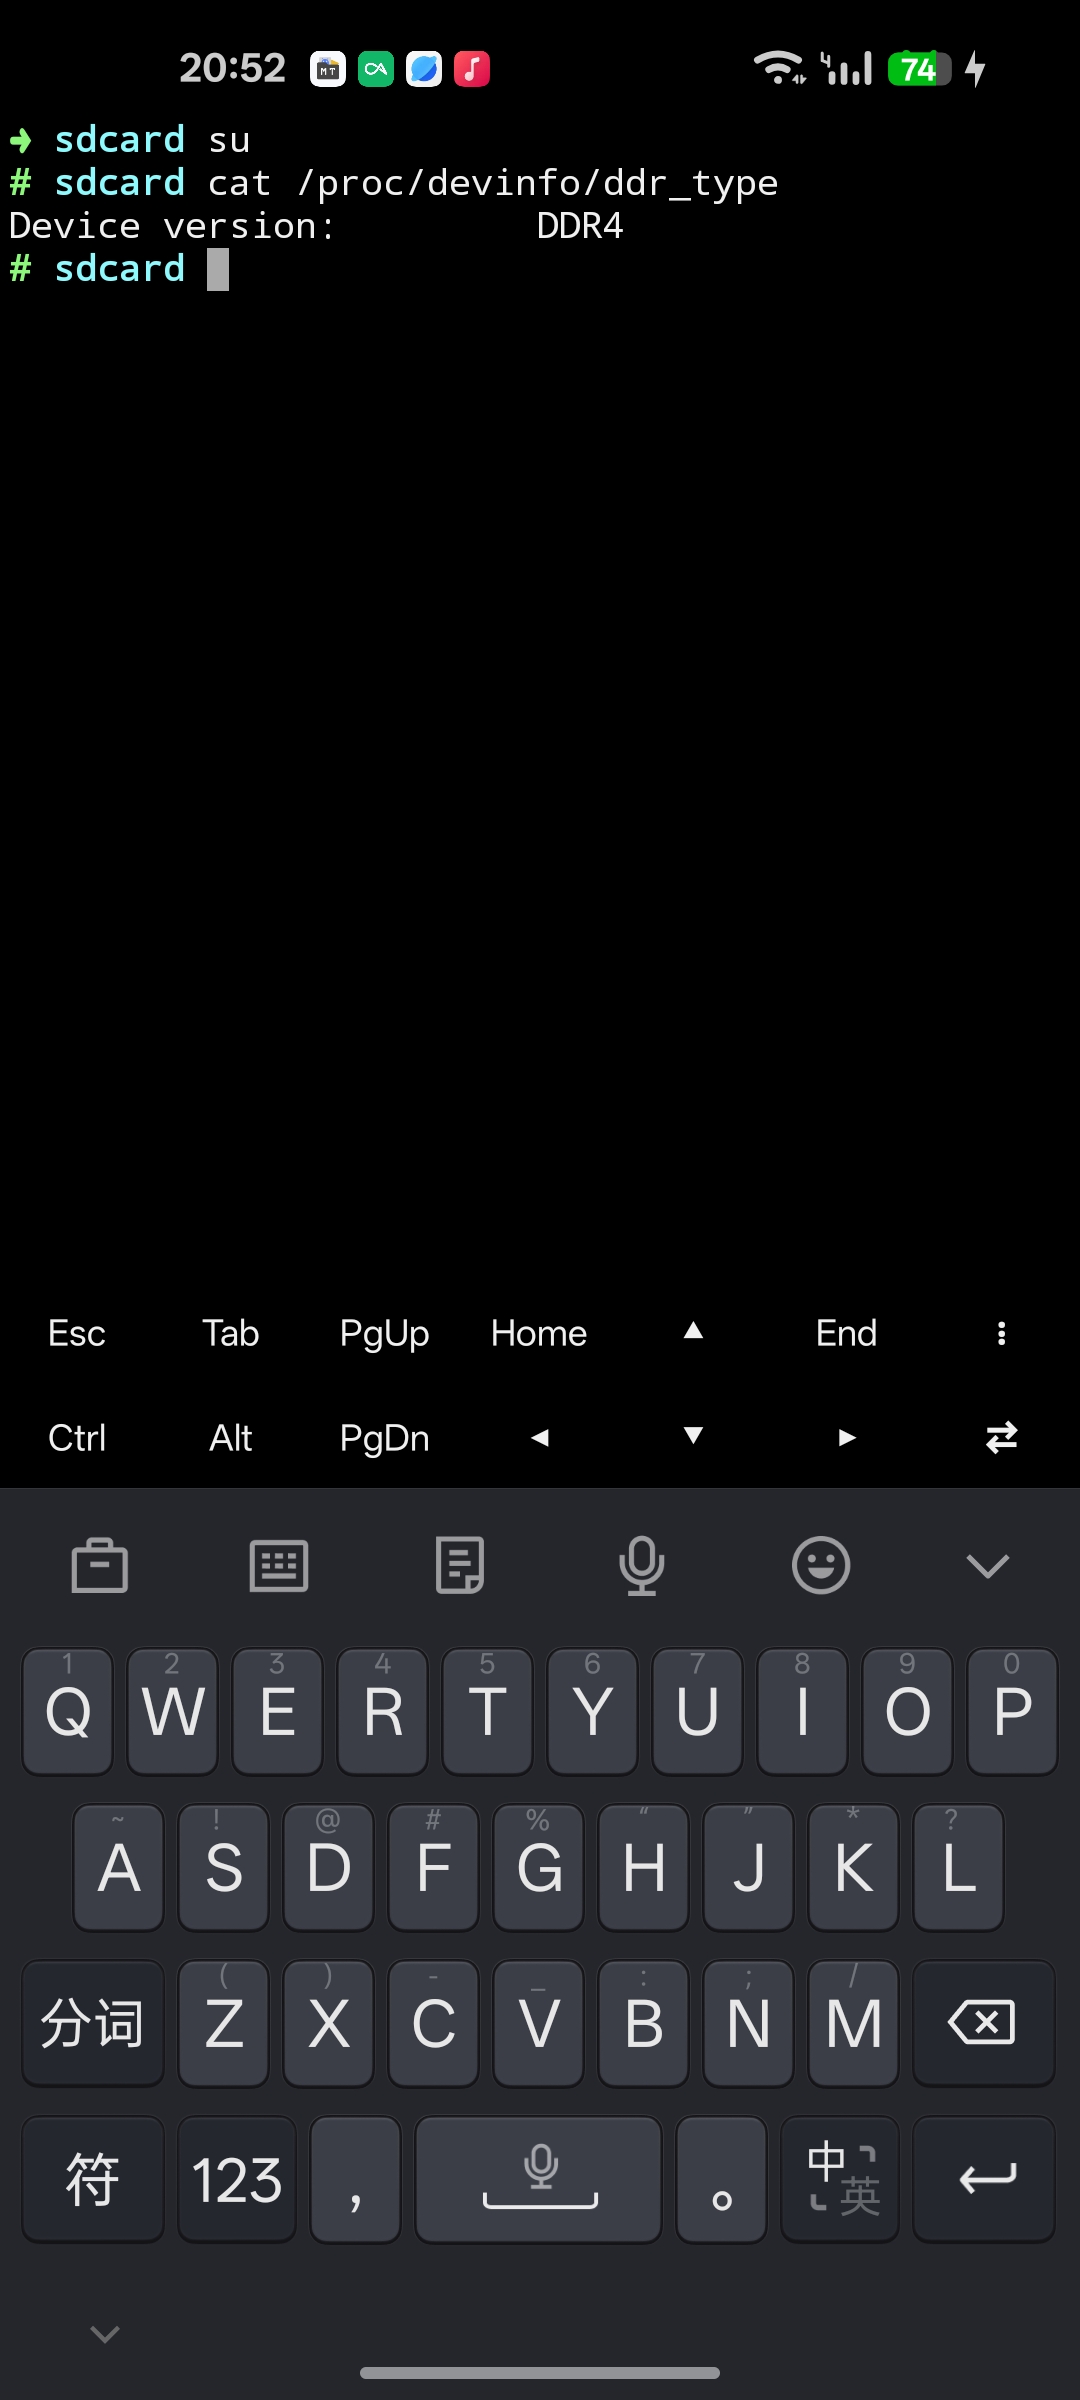 20:52 74
➜ sdcard su
# sdcard cat /proc/devinfo/ddr_type
Device version: DDR4
# sdcard
Esc Tab PgUp Home ▲ End
Ctrl Alt PgDn ◄ ▼ ►
1 2 3 4 5 6 7 8 9 0
Q W E R T Y U I O P
~ ! @ # % “ ” * ?
A S D F G H J K L
( ) - _ : ; /
分词 Z X C V B N M
符 123 , 。 中 英